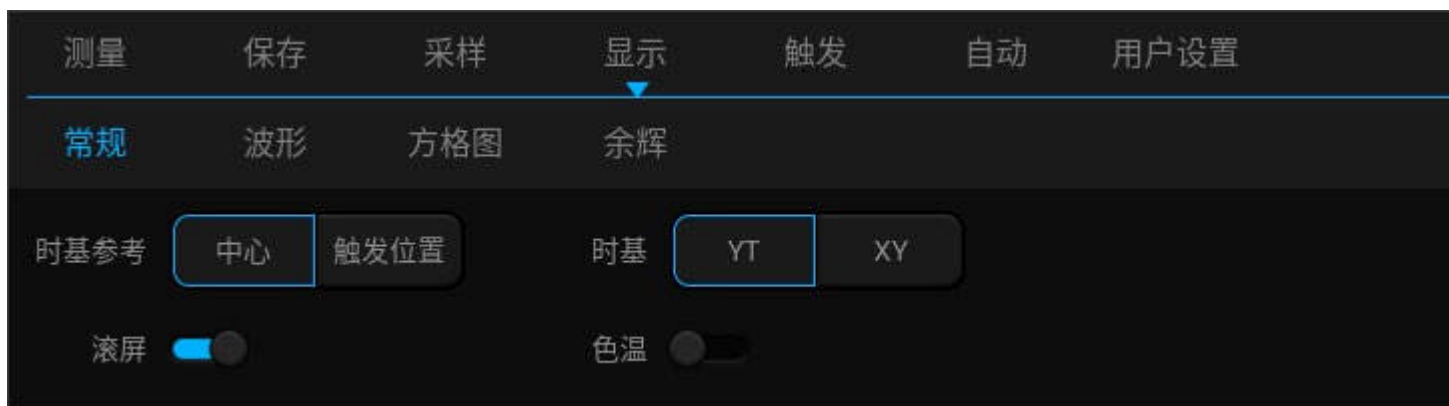 测量 保存 采样 显示 触发 自动 用户设置
常规 波形 方格图 余辉
时基参考 中心 触发位置 时基 YT XY
滚屏 色温